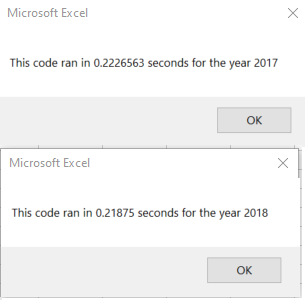 Microsoft Excel
This code ran in 0.2226563 seconds for the year 2017
OK
Microsoft Excel
This code ran in 0.21875 seconds for the year 2018
OK